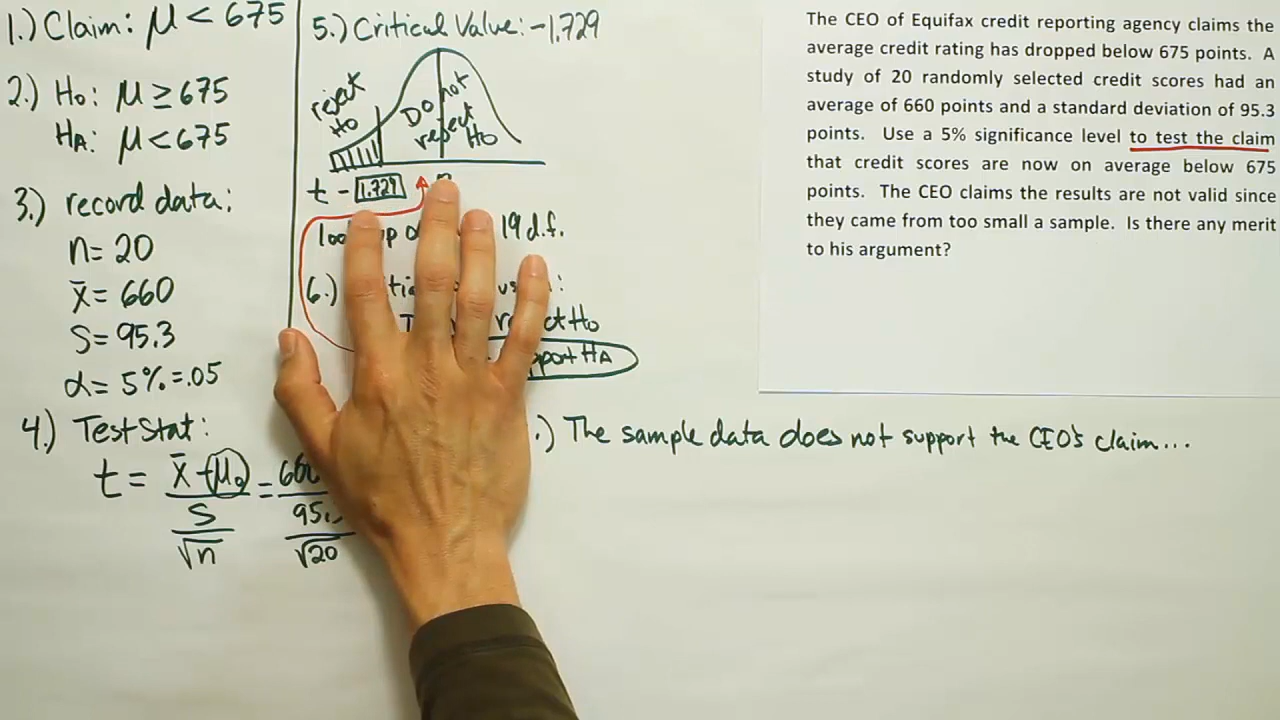 1.) Claim: μ < 675
2.) Ho: μ ≥ 675
HA: μ < 675
3.) record data:
n = 20
x̄ = 660
S = 95.3
α = 5% = .05
4.) Test Stat:
t = x̄ - μ₀ =
S
√n
95.
√20
5.) Critical Value: -1.729
reject Ho
Do not reject Ho
t - 1.729
19 d.f.
6.)
Ho
HA
.) The sample data does not support the CEO's claim...
The CEO of Equifax credit reporting agency claims the
average credit rating has dropped below 675 points. A
study of 20 randomly selected credit scores had an
average of 660 points and a standard deviation of 95.3
points. Use a 5% significance level to test the claim
that credit scores are now on average below 675
points. The CEO claims the results are not valid since
they came from too small a sample. Is there any merit
to his argument?